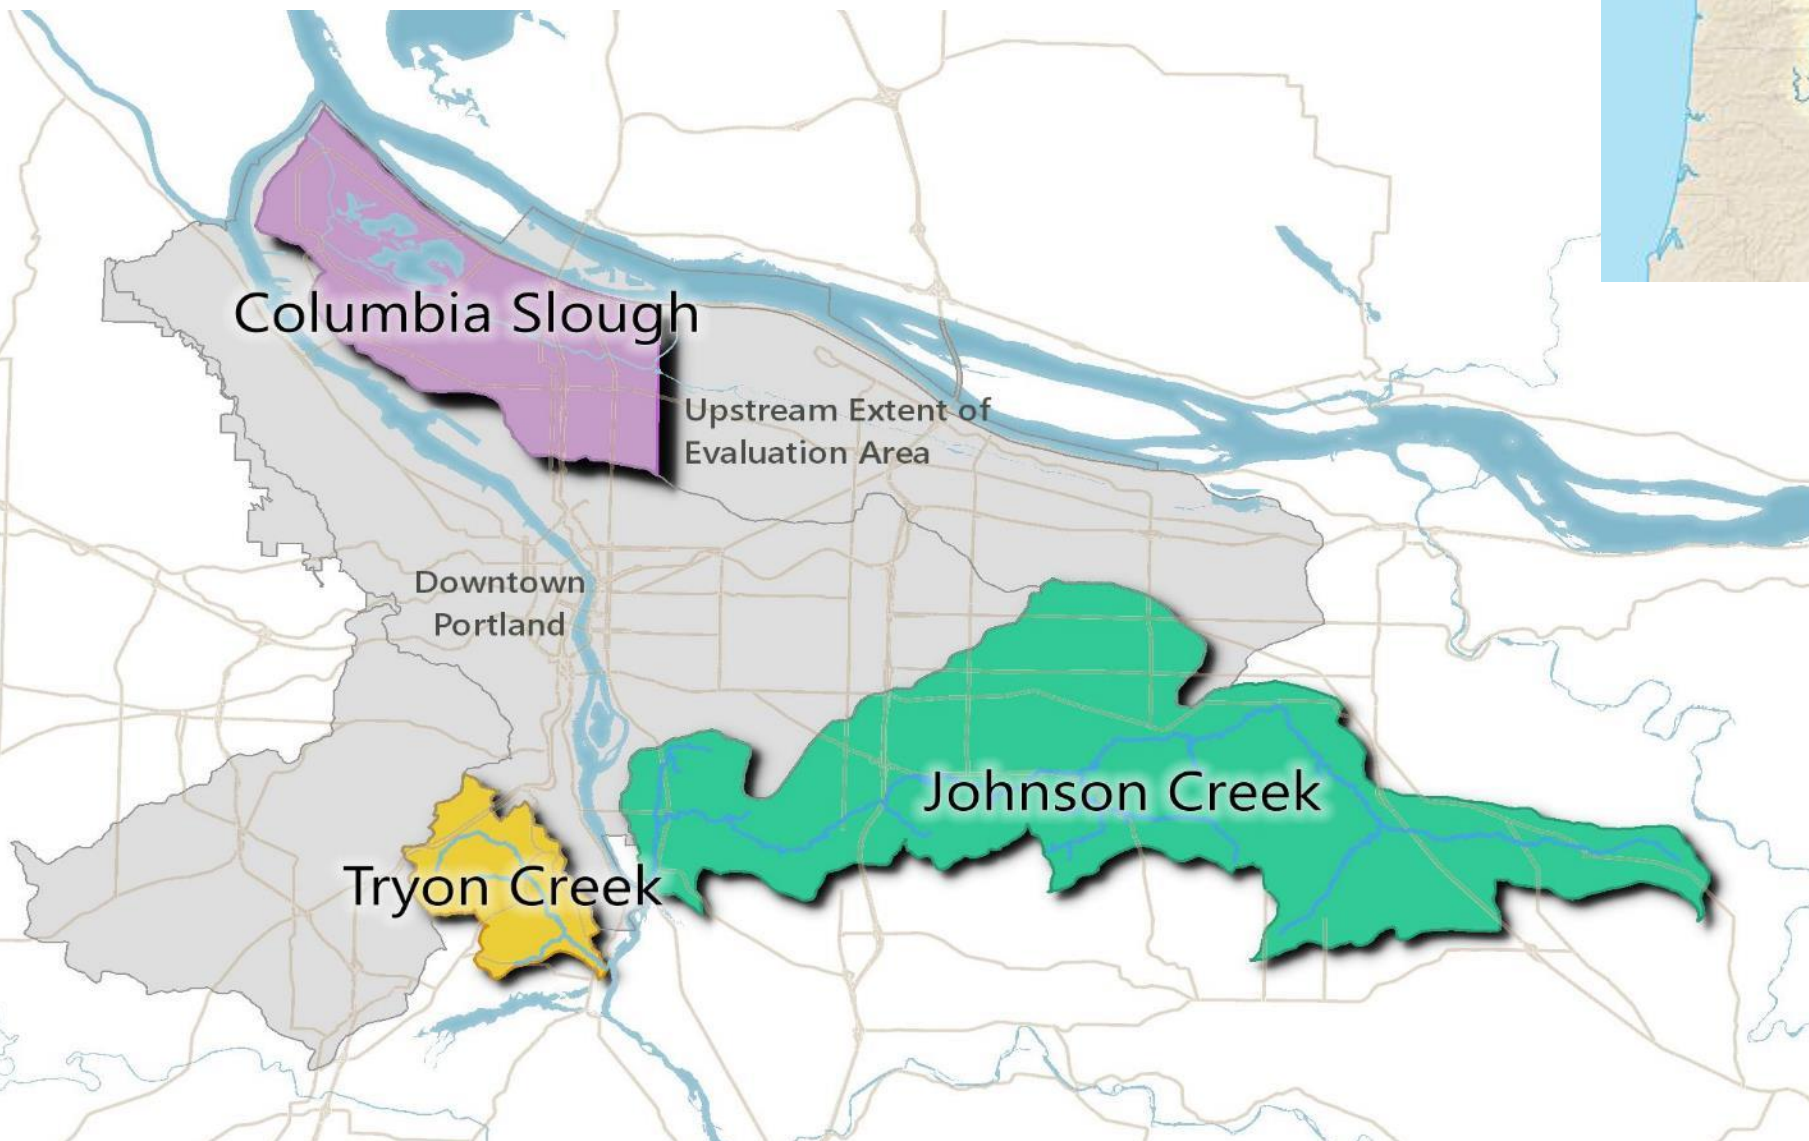 Columbia Slough
Upstream Extent of
Evaluation Area
Downtown
Portland
Johnson Creek
Tryon Creek